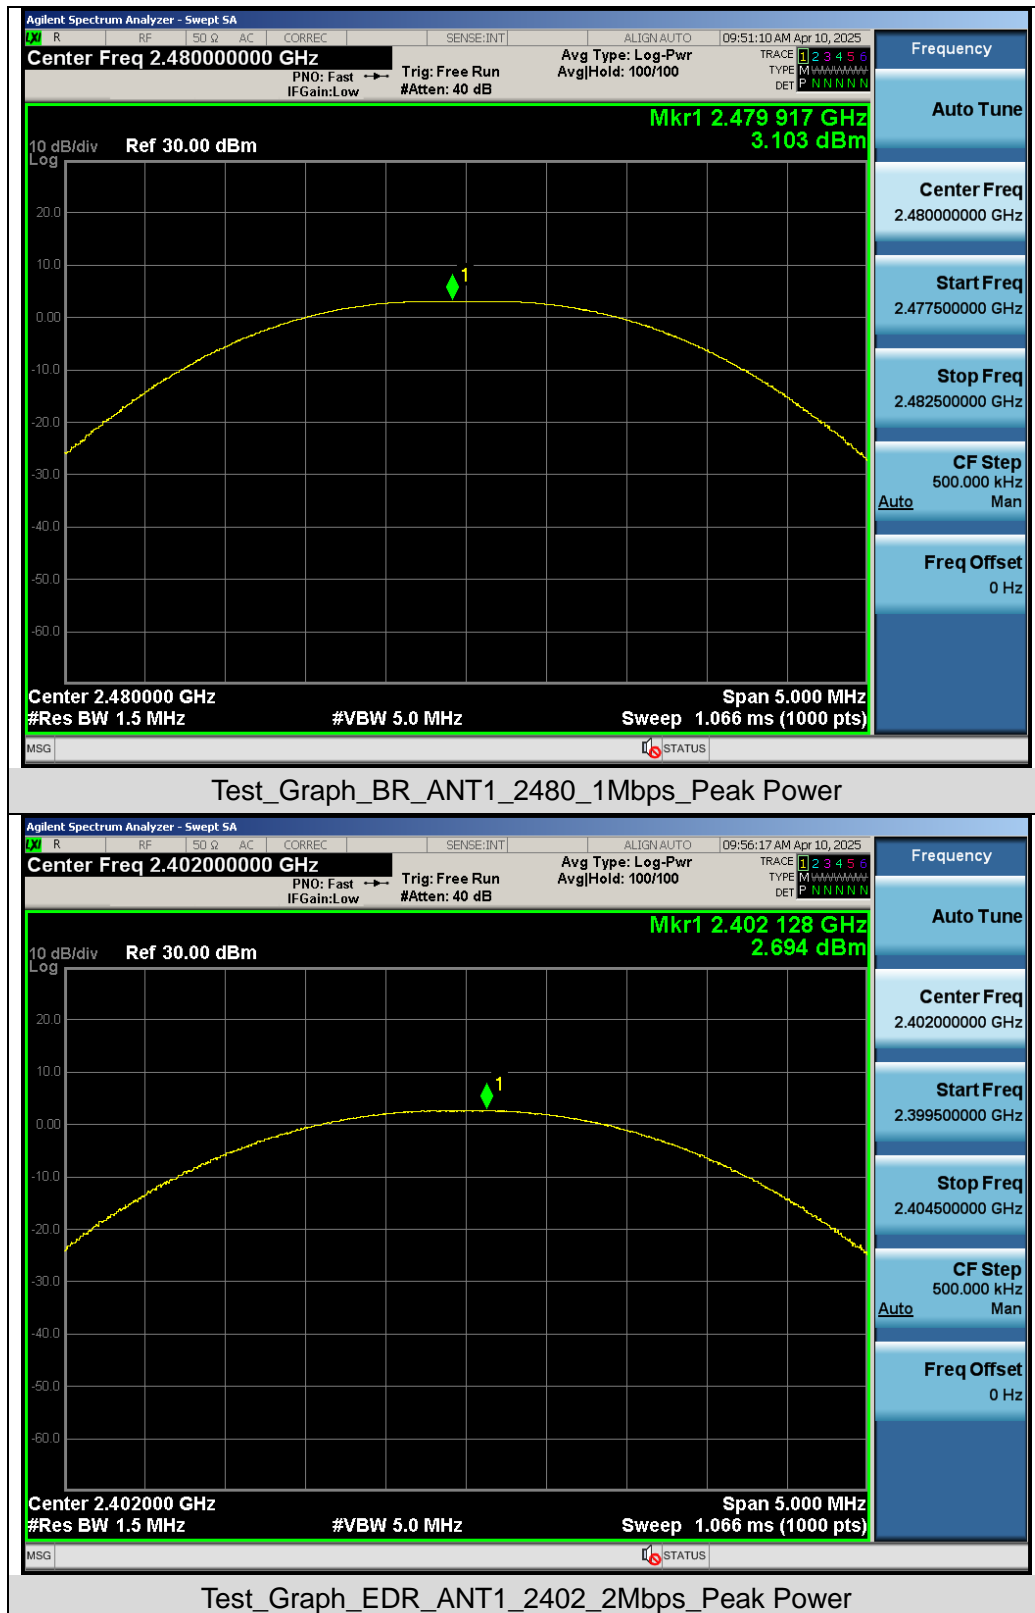 Agilent Spectrum Analyzer - Swept SA
LXI R RF 50 Ω AC CORREC SENSE:INT ALIGN AUTO 09:51:10 AM Apr 10, 2025
Center Freq 2.480000000 GHz
PNO: Fast
IFGain:Low
Trig: Free Run
#Atten: 40 dB
Avg Type: Log-Pwr
Avg|Hold: 100/100
TRACE 1 2 3 4 5 6
TYPE M
DET P N N N N N
Frequency
Auto Tune
Center Freq
2.480000000 GHz
Start Freq
2.477500000 GHz
Stop Freq
2.482500000 GHz
CF Step
500.000 kHz
Auto Man
Freq Offset
0 Hz
Mkr1 2.479 917 GHz
3.103 dBm
10 dB/div Ref 30.00 dBm
Log
20.0
10.0
1
0.00
-10.0
-20.0
-30.0
-40.0
-50.0
-60.0
Center 2.480000 GHz Span 5.000 MHz
#Res BW 1.5 MHz #VBW 5.0 MHz Sweep 1.066 ms (1000 pts)
MSG STATUS
Test_Graph_BR_ANT1_2480_1Mbps_Peak Power
Agilent Spectrum Analyzer - Swept SA
LXI R RF 50 Ω AC CORREC SENSE:INT ALIGN AUTO 09:56:17 AM Apr 10, 2025
Center Freq 2.402000000 GHz
PNO: Fast
IFGain:Low
Trig: Free Run
#Atten: 40 dB
Avg Type: Log-Pwr
Avg|Hold: 100/100
TRACE 1 2 3 4 5 6
TYPE M
DET P N N N N N
Frequency
Auto Tune
Center Freq
2.402000000 GHz
Start Freq
2.399500000 GHz
Stop Freq
2.404500000 GHz
CF Step
500.000 kHz
Auto Man
Freq Offset
0 Hz
Mkr1 2.402 128 GHz
2.694 dBm
10 dB/div Ref 30.00 dBm
Log
20.0
10.0
1
0.00
-10.0
-20.0
-30.0
-40.0
-50.0
-60.0
Center 2.402000 GHz Span 5.000 MHz
#Res BW 1.5 MHz #VBW 5.0 MHz Sweep 1.066 ms (1000 pts)
MSG STATUS
Test_Graph_EDR_ANT1_2402_2Mbps_Peak Power